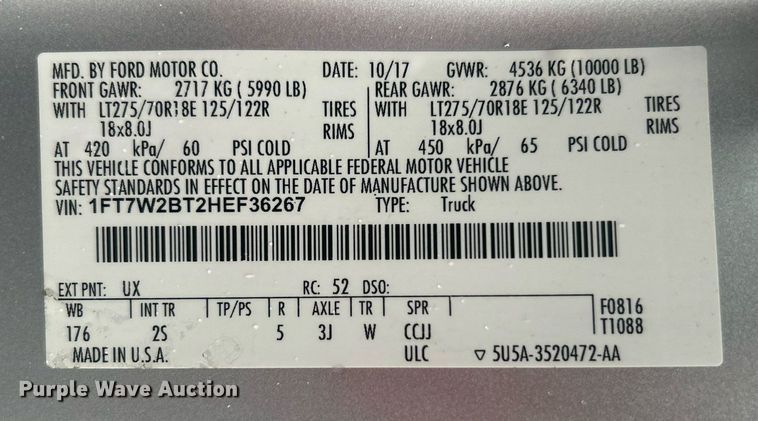 MFD. BY FORD MOTOR CO. DATE: 10/17 GVWR: 4536 KG (10000 LB)
FRONT GAWR: 2717 KG ( 5990 LB) REAR GAWR: 2876 KG ( 6340 LB)
WITH LT275/70R18E 125/122R TIRES WITH LT275/70R18E 125/122R TIRES
18x8.0J RIMS 18x8.0J RIMS
AT 420 kPa/ 60 PSI COLD AT 450 kPa/ 65 PSI COLD
THIS VEHICLE CONFORMS TO ALL APPLICABLE FEDERAL MOTOR VEHICLE
SAFETY STANDARDS IN EFFECT ON THE DATE OF MANUFACTURE SHOWN ABOVE.
VIN: 1FT7W2BT2HEF36267 TYPE: Truck
EXT PNT: UX RC: 52 DSO:
WB INT TR TP/PS R AXLE TR SPR F0816
176 2S 5 3J W CCJJ T1088
MADE IN U.S.A. ULC ▽ 5U5A-3520472-AA
Purple Wave Auction